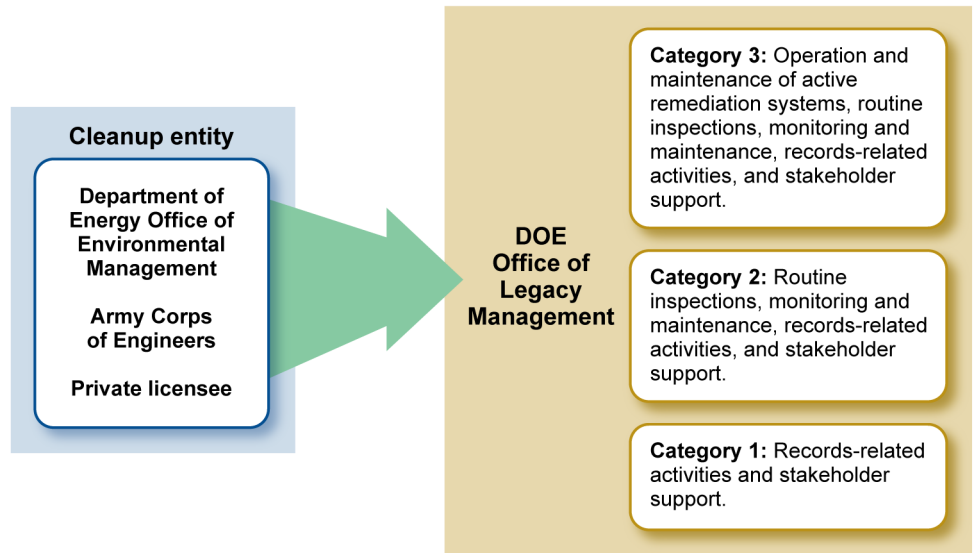 Cleanup entity
Department of
Energy Office of
Environmental
Management
Army Corps
of Engineers
Private licensee
DOE
Office of
Legacy
Management
Category 3: Operation and
maintenance of active
remediation systems, routine
inspections, monitoring and
maintenance, records-related
activities, and stakeholder
support.
Category 2: Routine
inspections, monitoring and
maintenance, records-related
activities, and stakeholder
support.
Category 1: Records-related
activities and stakeholder
support.